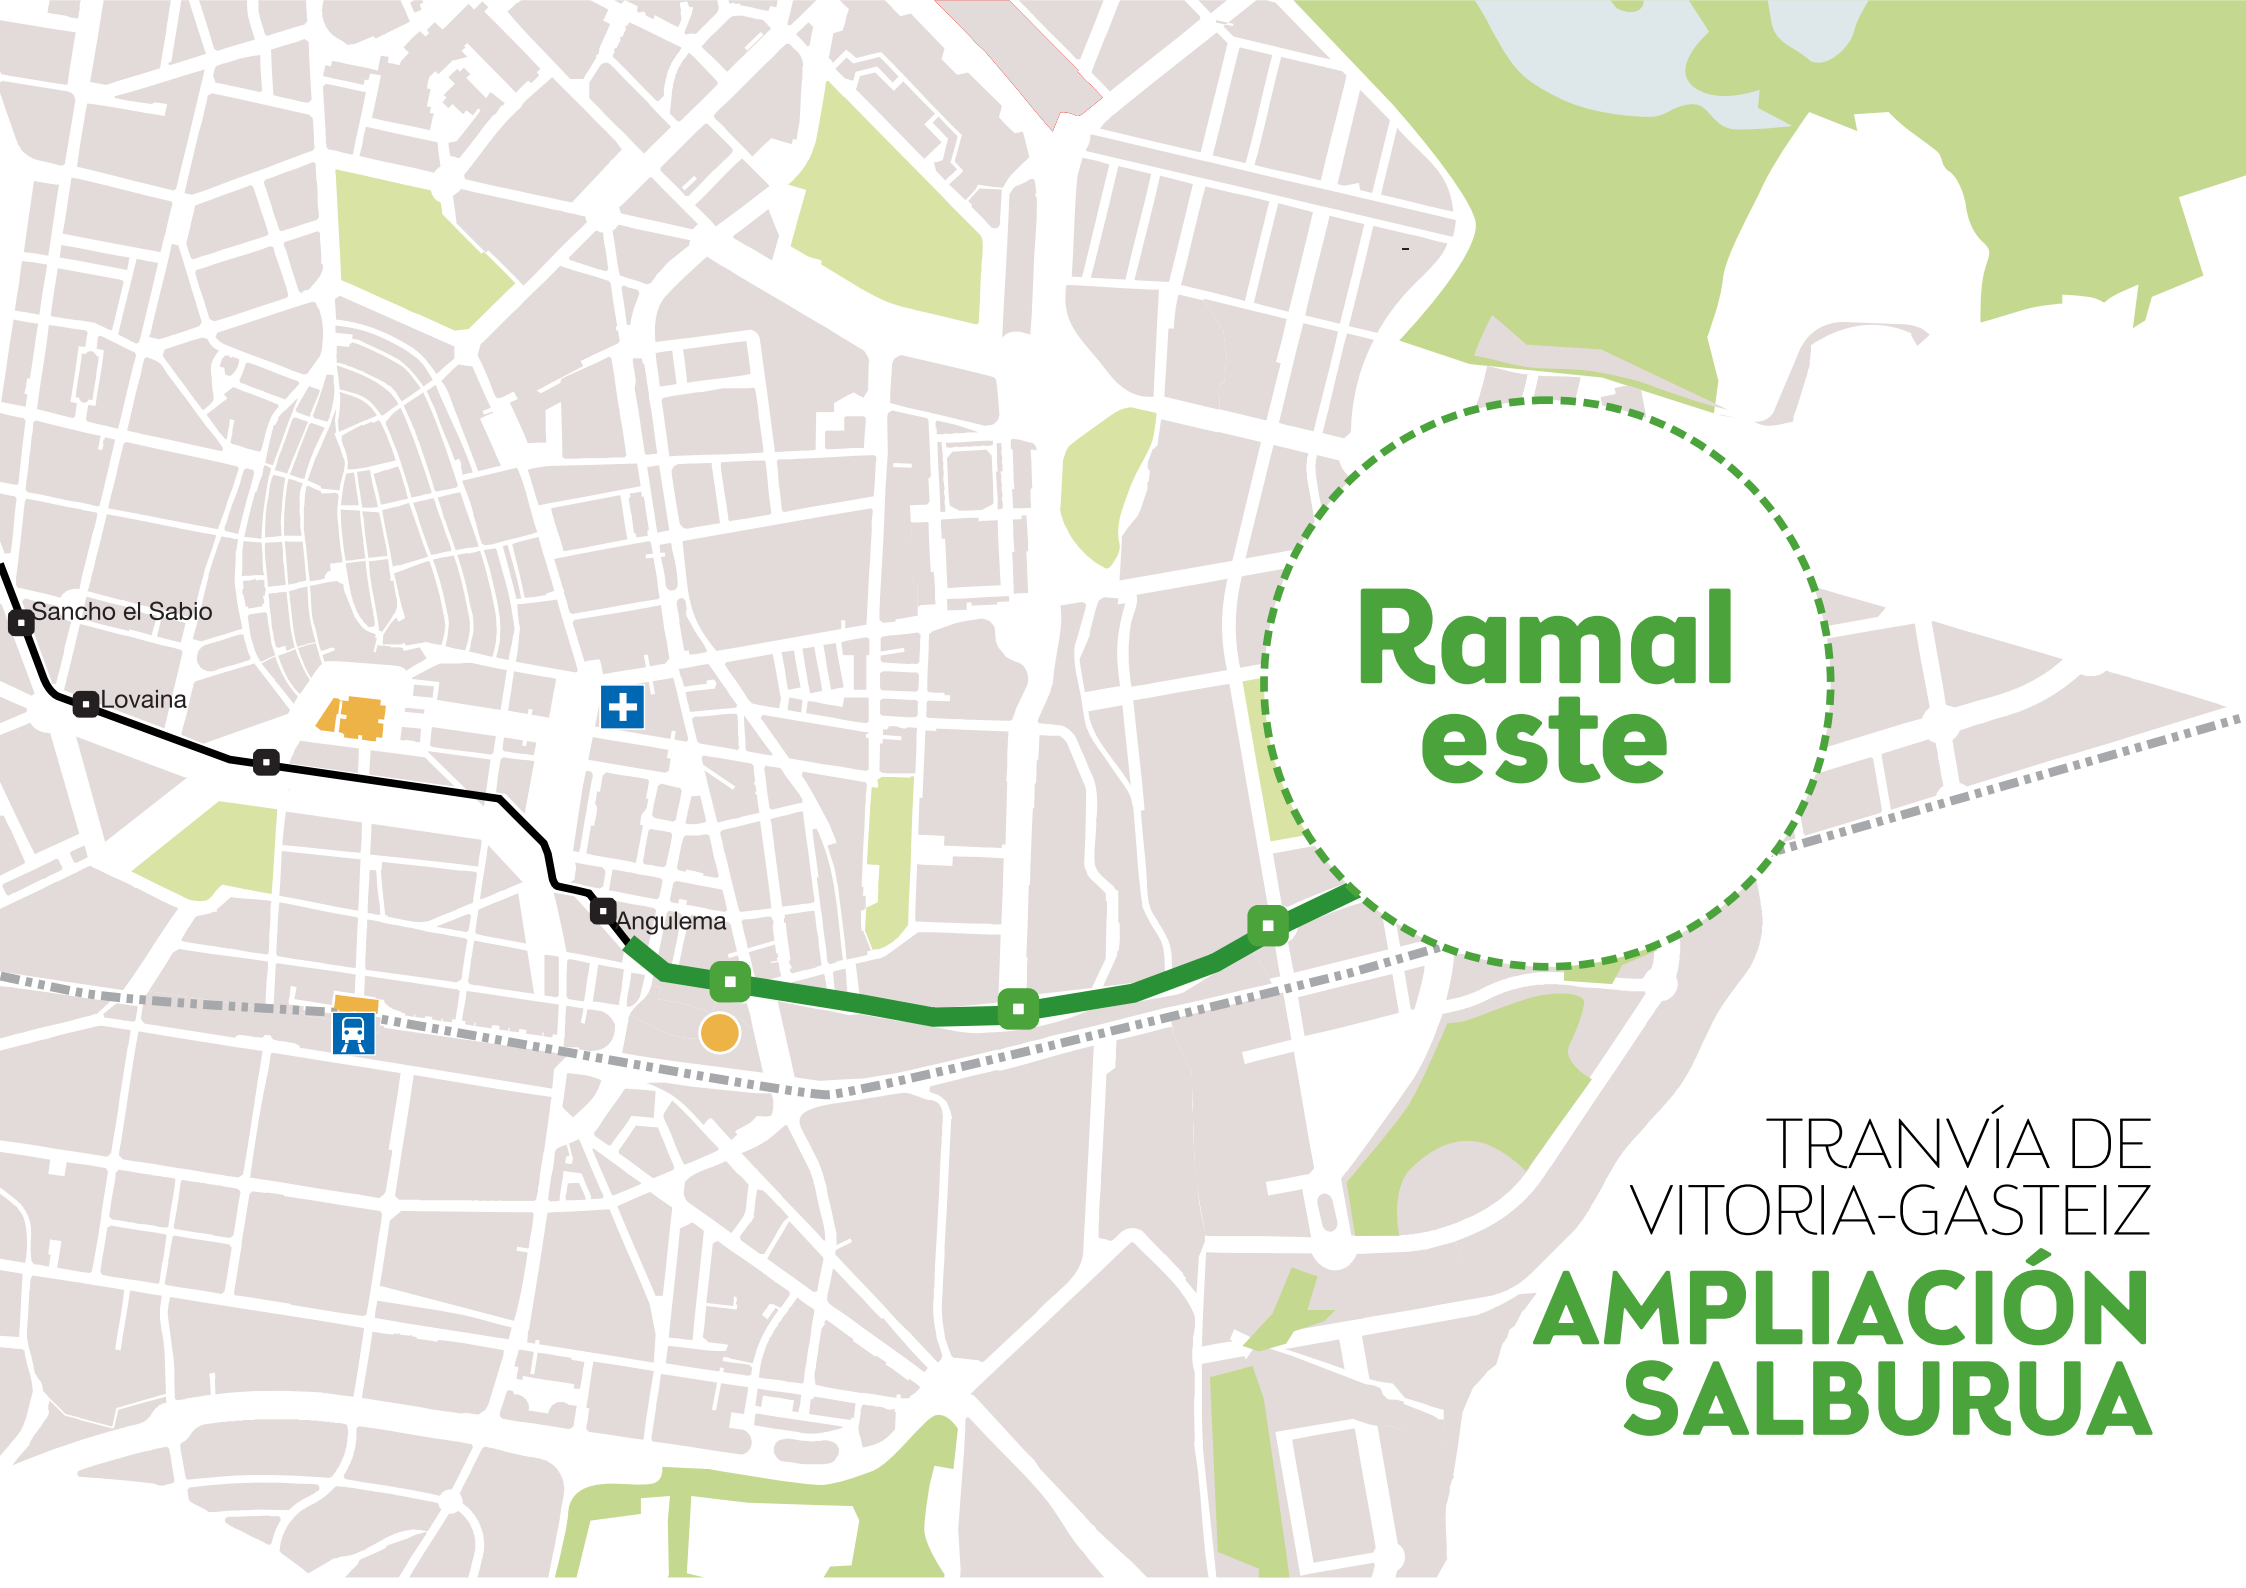 Sancho el Sabio
Lovaina
Angulema
Ramal
este
TRANVÍA DE
VITORIA-GASTEIZ
AMPLIACIÓN
SALBURUA